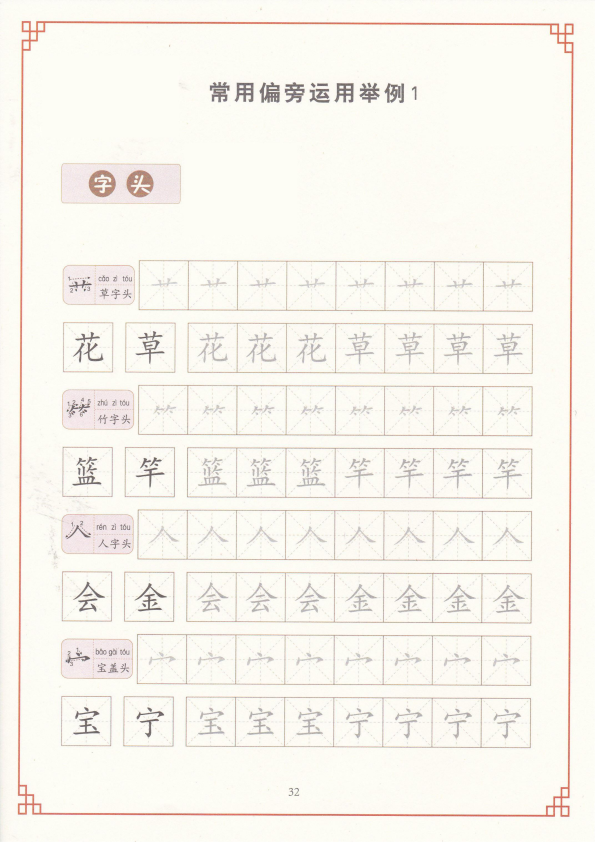 常用偏旁运用举例1
字头
cǎo zì tóu
草字头
艹艹艹艹艹艹艹艹
花 草 花花花草草草草
zhú zì tóu
竹字头
⺮⺮⺮⺮⺮⺮⺮⺮
篮 竿 篮篮篮竿竿竿竿
rén zì tóu
人字头
人人人人人人人人
会 金 会会会金金金金
bǎo gài tóu
宝盖头
宀宀宀宀宀宀宀宀
宝 宁 宝宝宝宁宁宁宁
32